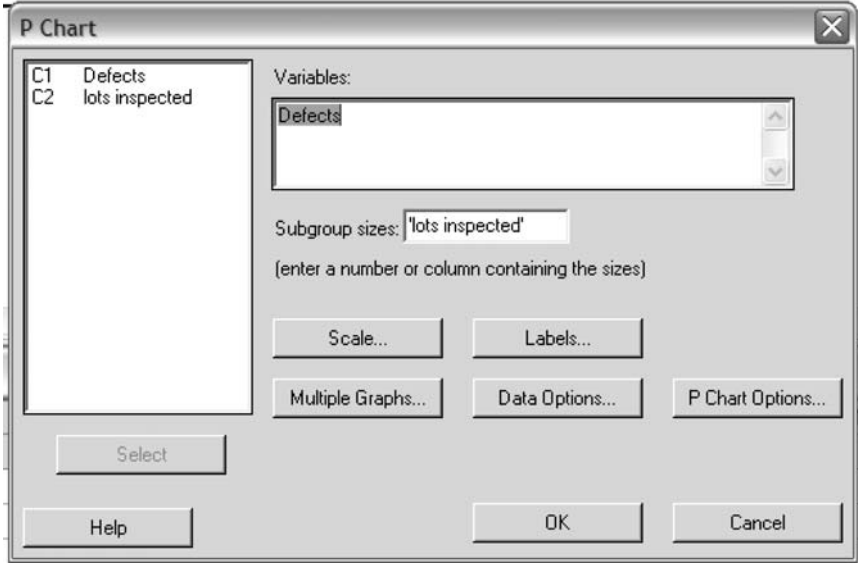 P Chart
C1 Defects
C2 lots inspected
Variables:
Defects
Subgroup sizes: 'lots inspected'
(enter a number or column containing the sizes)
Scale...
Labels...
Multiple Graphs...
Data Options...
P Chart Options...
Select
Help
OK
Cancel